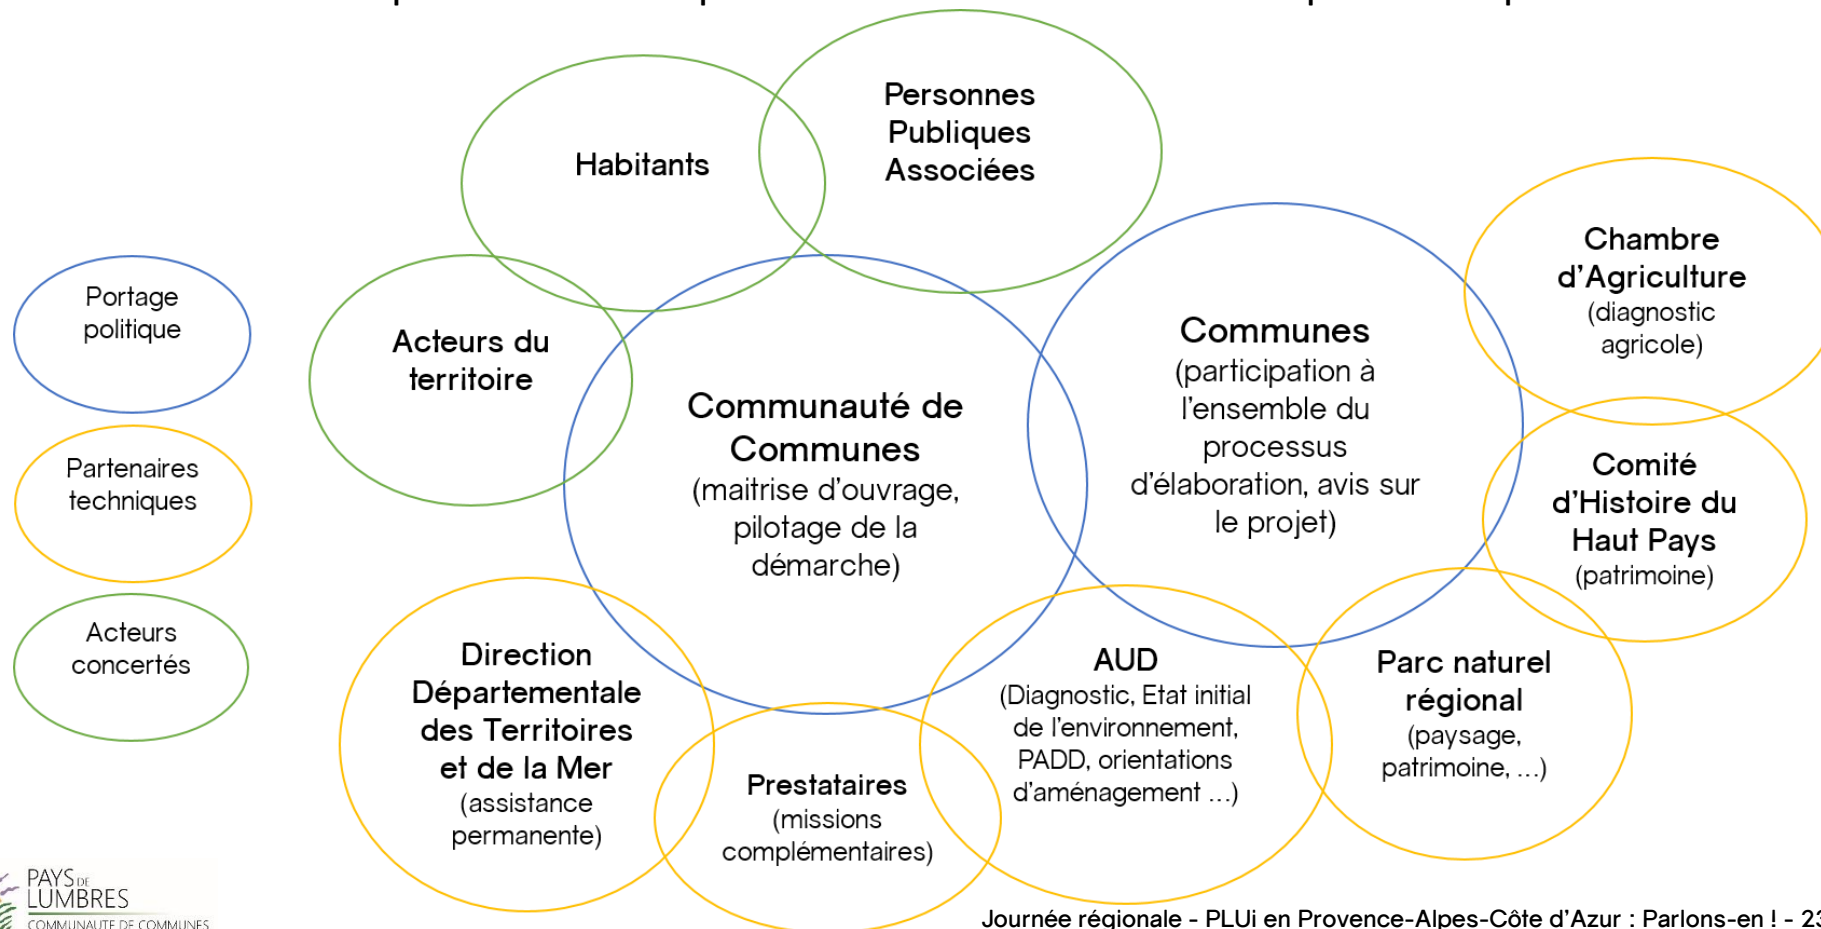 Habitants
Personnes
Publiques
Associées
Portage
politique
Acteurs du
territoire
Communauté de
Communes
(maitrise d'ouvrage,
pilotage de la
démarche)
Communes
(participation à
l'ensemble du
processus
d'élaboration, avis sur
le projet)
Chambre
d'Agriculture
(diagnostic
agricole)
Partenaires
techniques
Comité
d'Histoire du
Haut Pays
(patrimoine)
Acteurs
concertés
Direction
Départementale
des Territoires
et de la Mer
(assistance
permanente)
Prestataires
(missions
complémentaires)
AUD
(Diagnostic, Etat initial
de l'environnement,
PADD, orientations
d'aménagement ...)
Parc naturel
régional
(paysage,
patrimoine, ...)
PAYS DE
LUMBRES
COMMUNAUTE DE COMMUNES
Journée régionale - PLUi en Provence-Alpes-Côte d'Azur : Parlons-en ! - 23